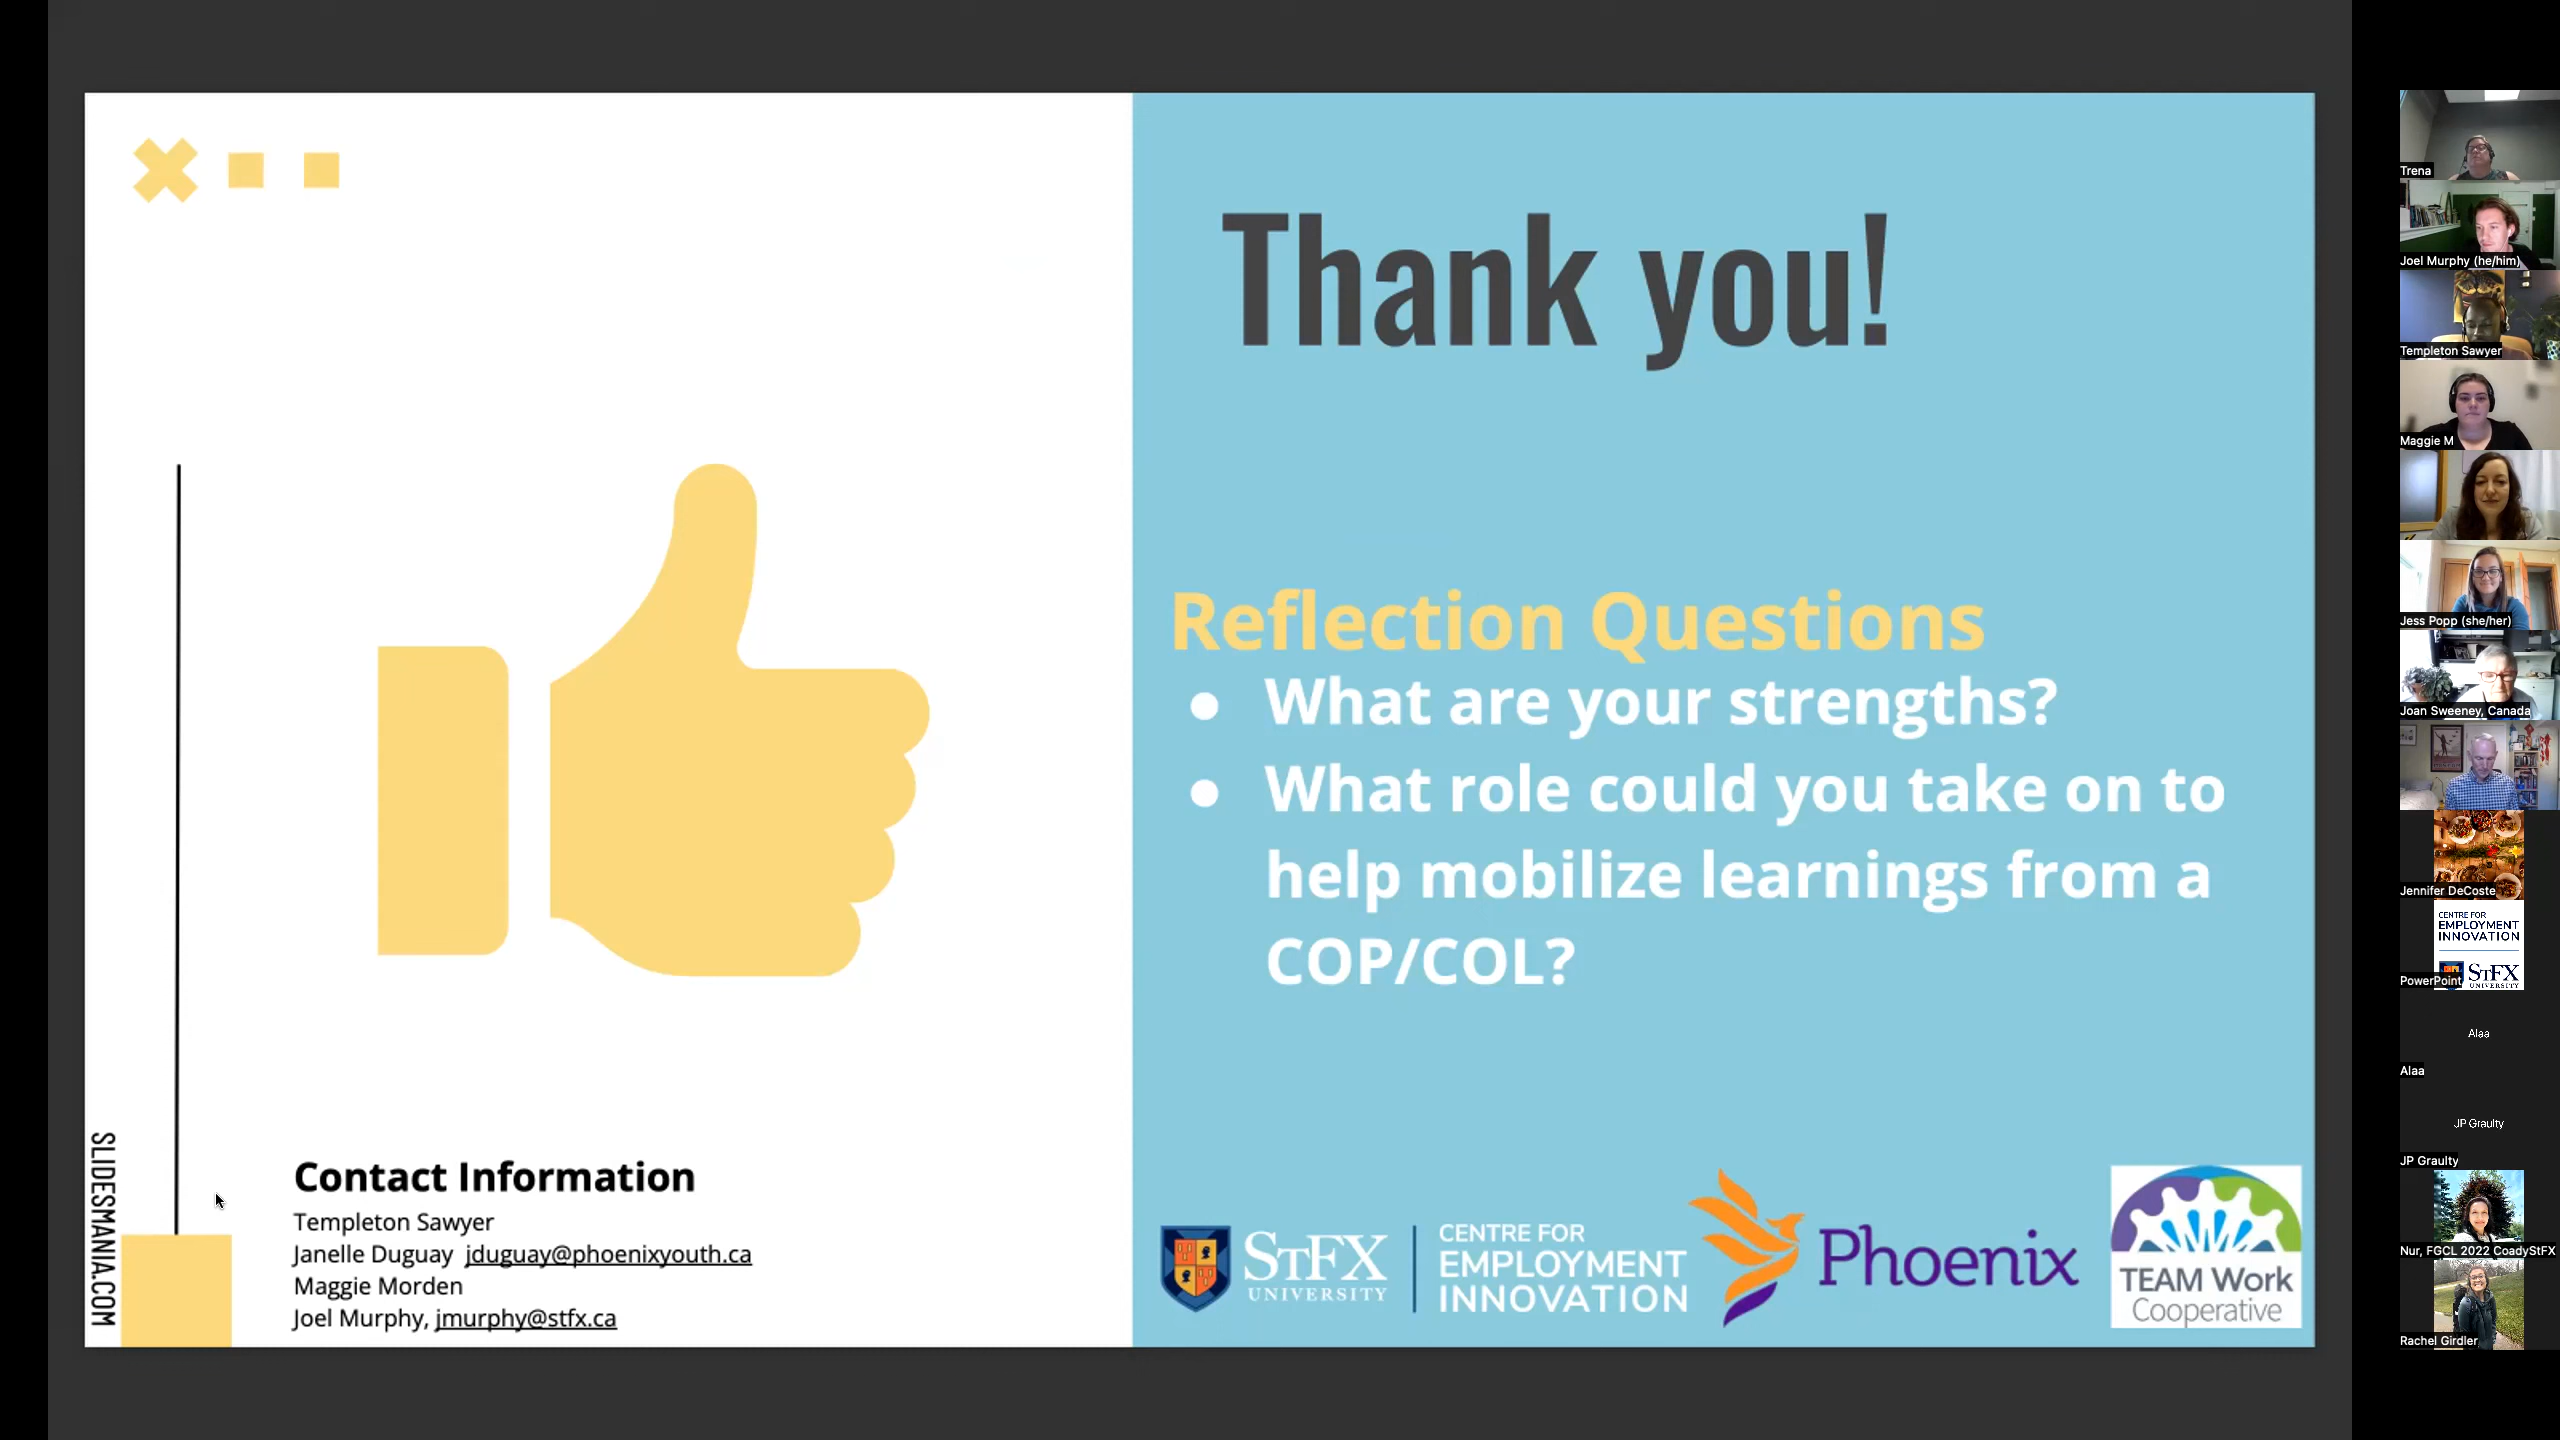 Thank you!
Reflection Questions
● What are your strengths?
● What role could you take on to
help mobilize learnings from a
COP/COL?
SLIDESMANIA.COM
Contact Information
Templeton Sawyer
Janelle Duguay jduguay@phoenixyouth.ca
Maggie Morden
Joel Murphy, jmurphy@stfx.ca
STFX
UNIVERSITY
CENTRE FOR
EMPLOYMENT
INNOVATION
Phoenix
TEAM Work
Cooperative
Trena
Joel Murphy (he/him)
Templeton Sawyer
Maggie M
Jess Popp (she/her)
Joan Sweeney, Canada
Jennifer DeCoste
CENTRE FOR
EMPLOYMENT
INNOVATION
STFX
UNIVERSITY
PowerPoint
Alaa
Alaa
JP Graulty
JP Graulty
Nur, FGCL 2022 CoadyStFX
Rachel Girdler